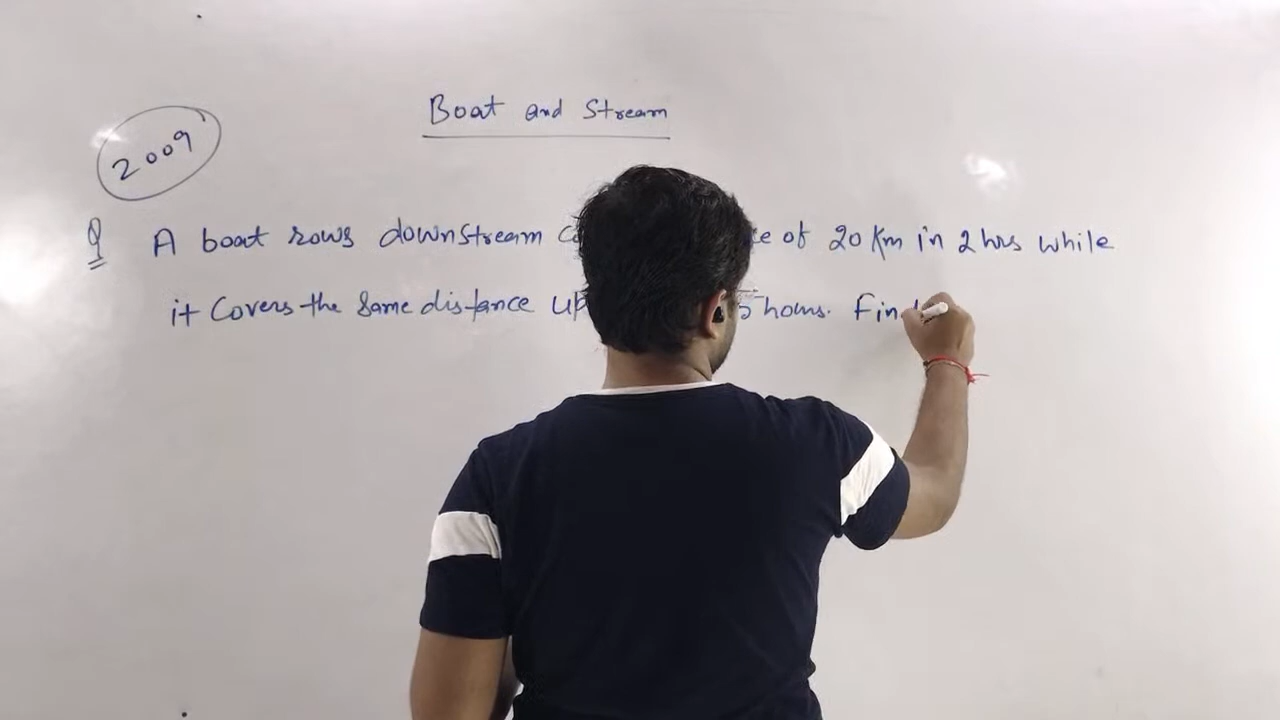 Boat and Stream
2009
Q A boat rows downstream of 20 Km in 2 hrs while
it Covers the Same distance up 5 hours. Find